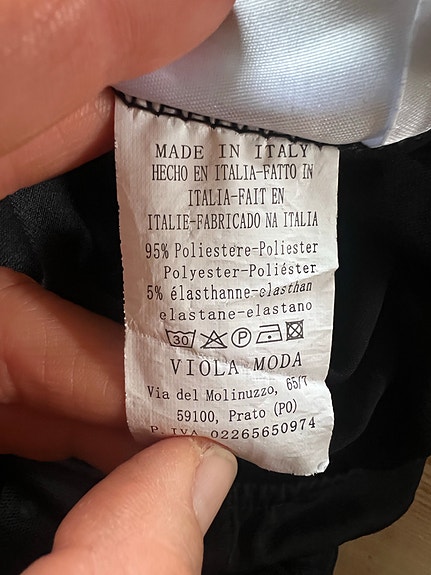 MADE IN ITALY
HECHO EN ITALIA-FATTO IN
ITALIA-FAIT EN
ITALIE-FABRICADO NA ITALIA
95% Poliestere-Poliester
Polyester-Poliéster
5% élasthanne-elasthan
elastane-elastano
30 P
VIOLA MODA
Via del Molinuzzo, 65/7
59100, Prato (PO)
P. IVA 02265650974